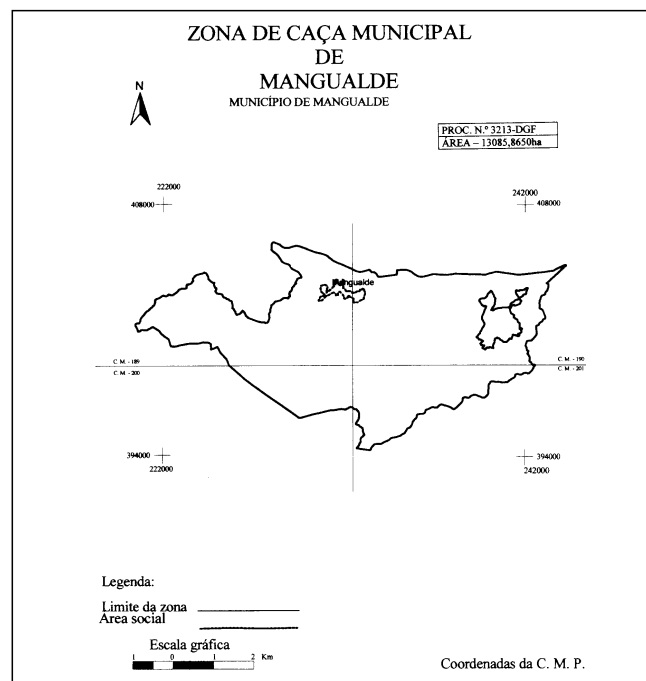 ZONA DE CAÇA MUNICIPAL
DE
MANGUALDE
MUNICÍPIO DE MANGUALDE
N
PROC. N.º 3213-DGF
ÁREA – 13085,8650ha
222000
408000
242000
408000
Mangualde
C. M. - 189
C. M. - 200
C. M. - 190
C. M. - 201
394000
222000
394000
242000
Legenda:
Limite da zona
Área social
Escala gráfica
1 0 1 2 Km
Coordenadas da C. M. P.